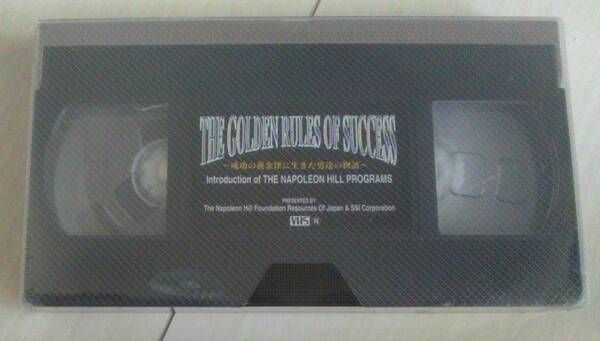 THE GOLDEN RULES OF SUCCESS
～成功の黄金律に生きた男達の物語～
Introduction of THE NAPOLEON HILL PROGRAMS
PRESENTED BY
The Napoleon Hill Foundation Resources Of Japan & SSI Corporation
VHS N